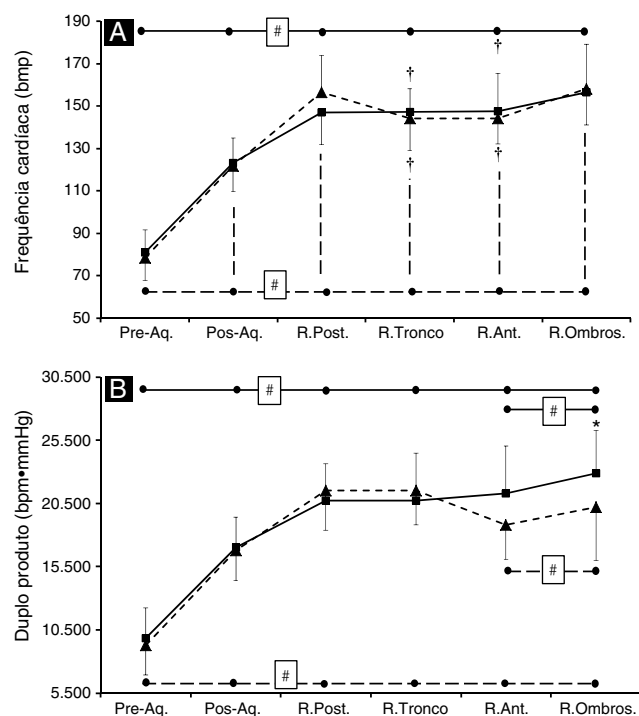 A
Frequência cardíaca (bmp)
190
170
150
130
110
90
70
50
#
†
†
†
†
#
Pre-Aq.
Pos-Aq.
R.Post.
R.Tronco
R.Ant.
R.Ombros.
B
Duplo produto (bpm•mmHg)
30.500
25.500
20.500
15.500
10.500
5.500
#
#
*
#
#
Pre-Aq.
Pos-Aq.
R.Post.
R.Tronco
R.Ant.
R.Ombros.